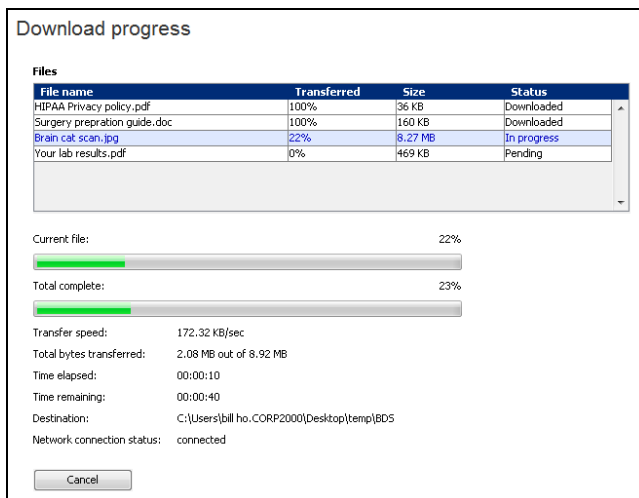 Download progress
Files
File name Transferred Size Status
HIPAA Privacy policy.pdf 100% 36 KB Downloaded
Surgery prepration guide.doc 100% 160 KB Downloaded
Brain cat scan.jpg 22% 8.27 MB In progress
Your lab results.pdf 0% 469 KB Pending
Current file: 22%
Total complete: 23%
Transfer speed: 172.32 KB/sec
Total bytes transferred: 2.08 MB out of 8.92 MB
Time elapsed: 00:00:10
Time remaining: 00:00:40
Destination: C:\Users\bill ho.CORP2000\Desktop\temp\BDS
Network connection status: connected
Cancel